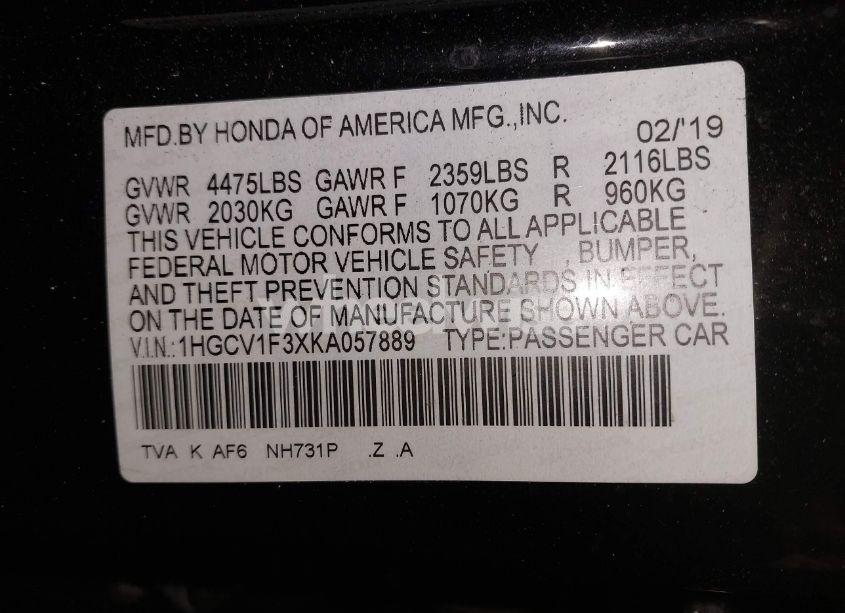 MFD.BY HONDA OF AMERICA MFG.,INC.
02/'19
GVWR 4475LBS GAWR F 2359LBS R 2116LBS
GVWR 2030KG GAWR F 1070KG R 960KG
THIS VEHICLE CONFORMS TO ALL APPLICABLE
FEDERAL MOTOR VEHICLE SAFETY , BUMPER,
AND THEFT PREVENTION STANDARDS IN EFFECT
ON THE DATE OF MANUFACTURE SHOWN ABOVE.
V.I.N.:1HGCV1F3XKA057889 TYPE:PASSENGER CAR
TVA K AF6 NH731P .Z .A